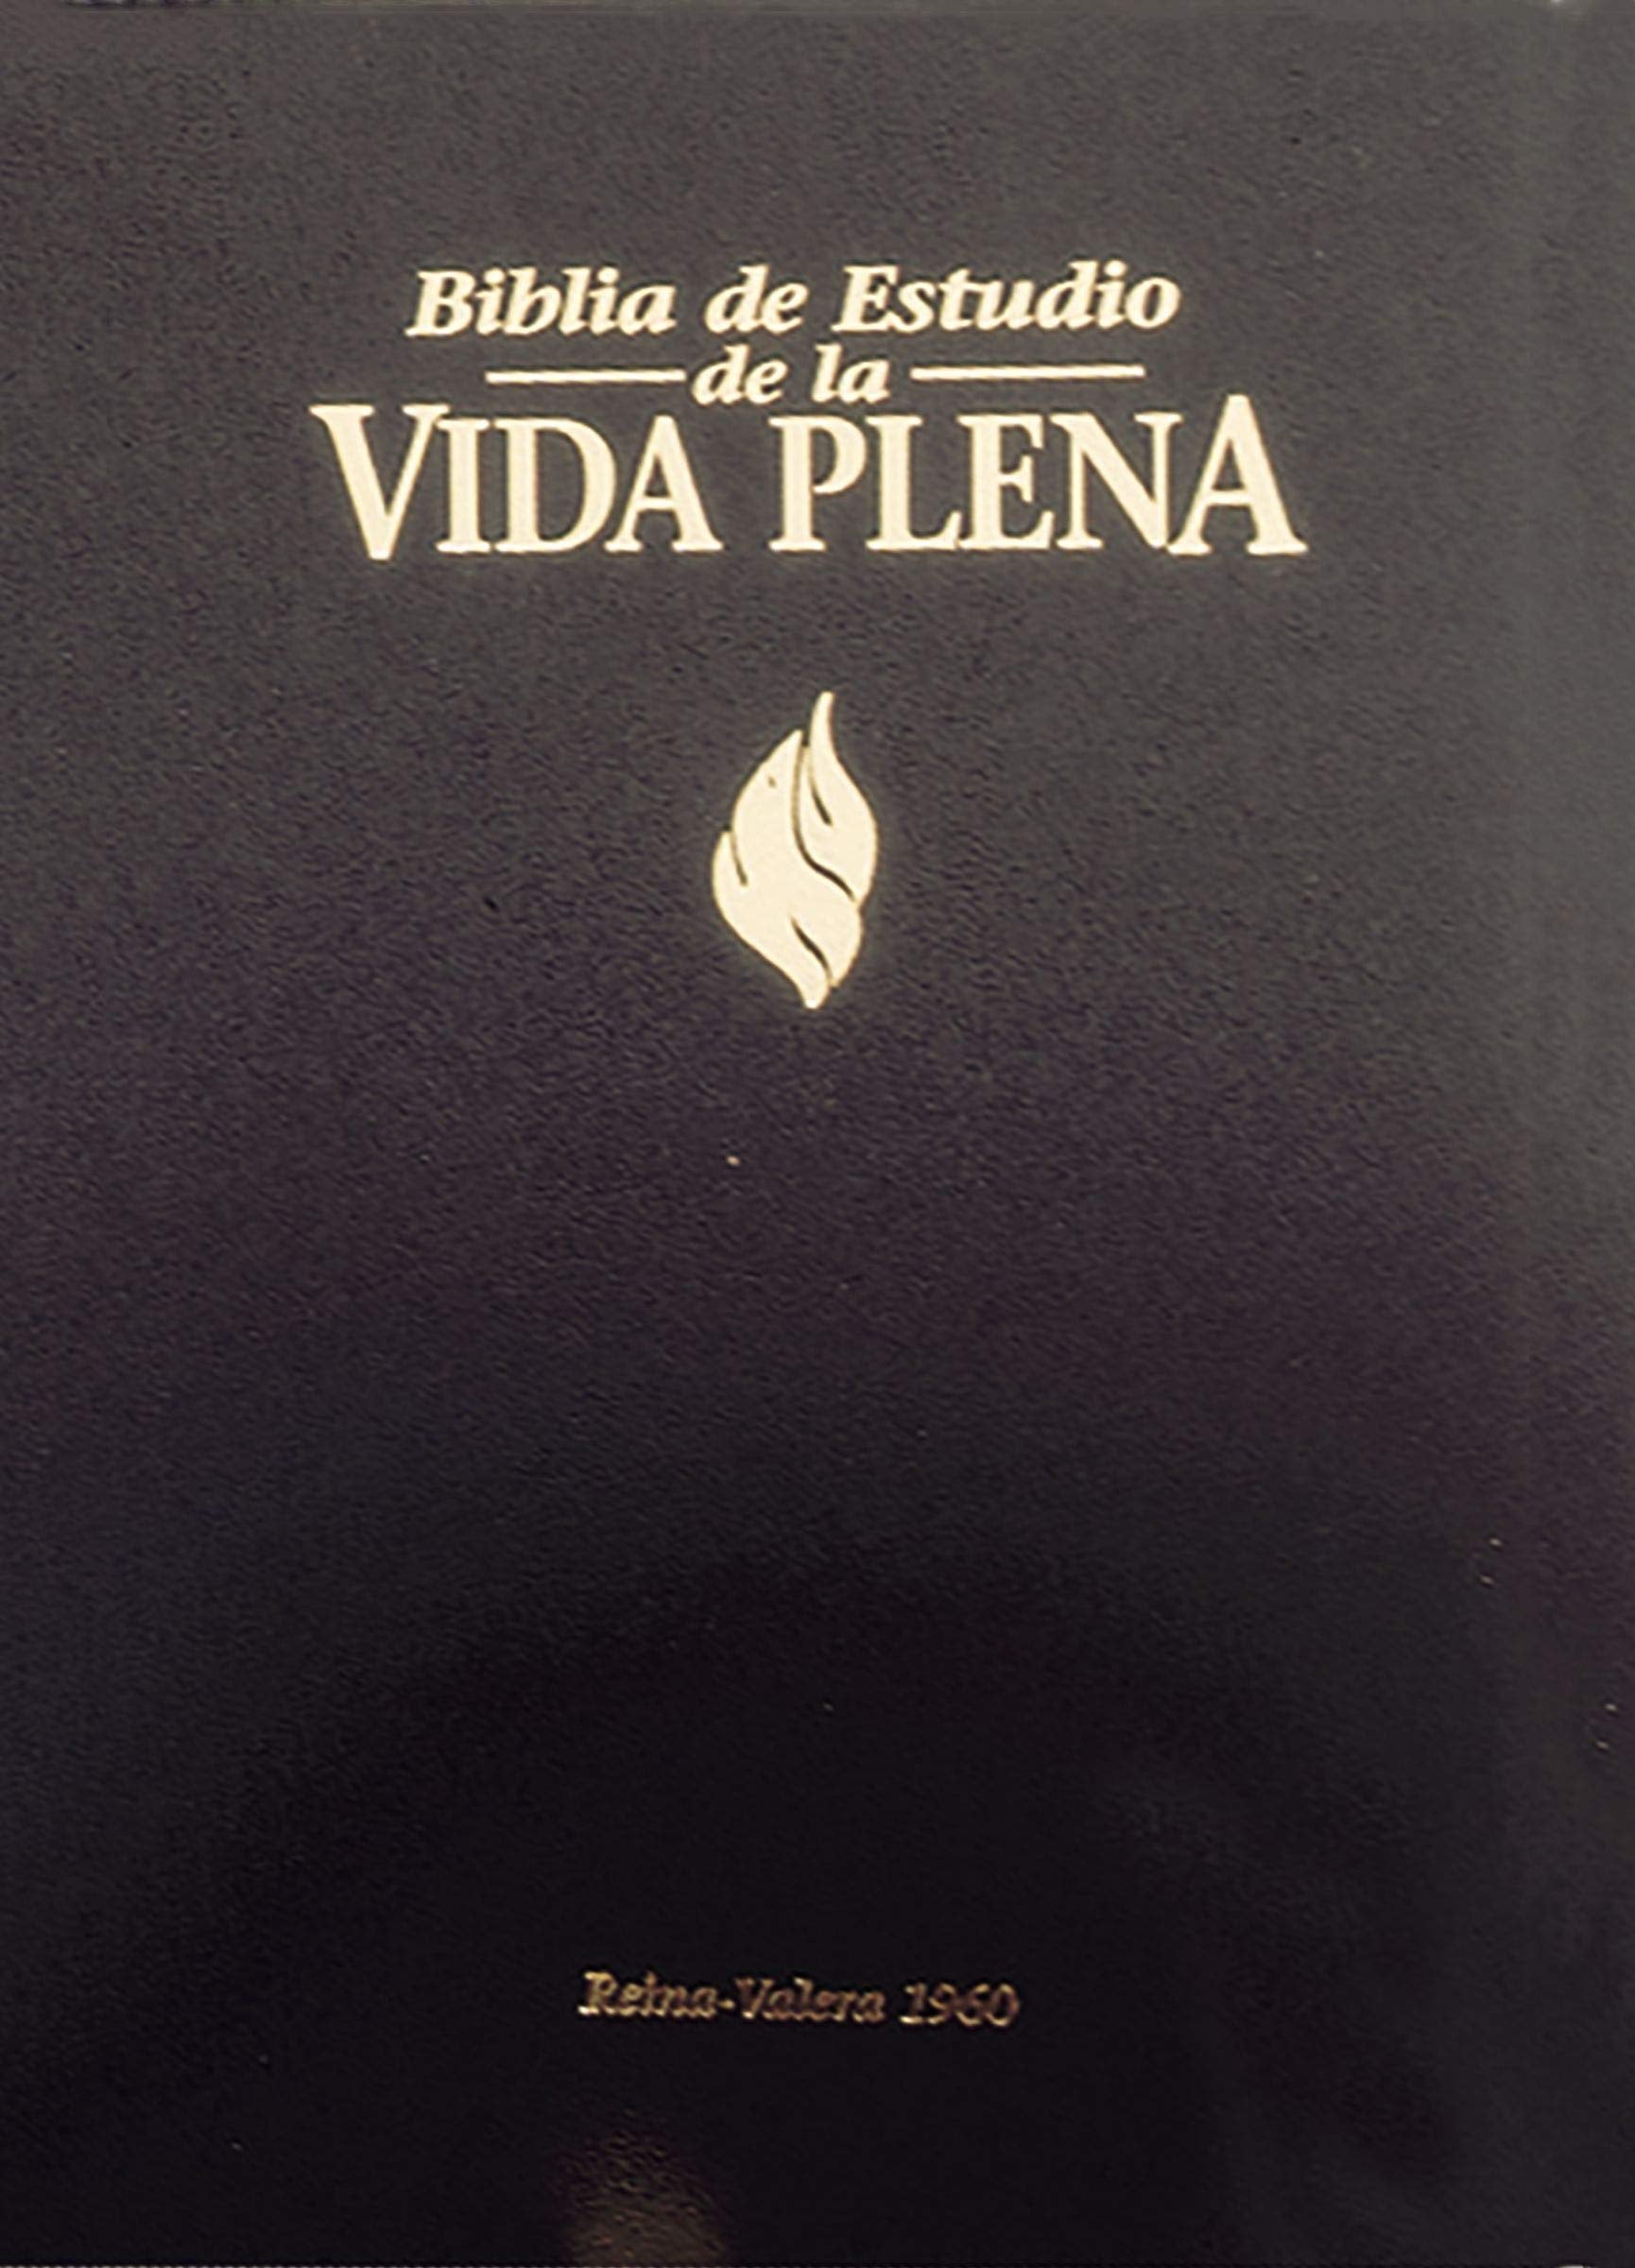 Biblia de Estudio
de la
VIDA PLENA
Reina-Valera 1960